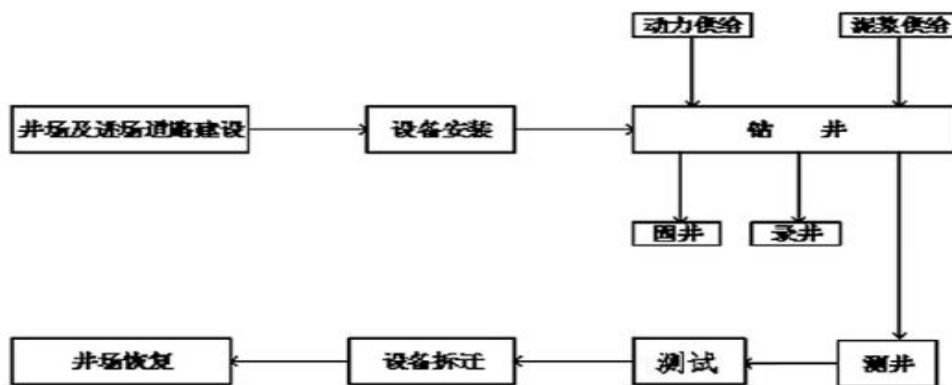 动力供给
泥浆供给
井场及进场道路建设
设备安装
钻 井
固井
录井
井场恢复
设备拆迁
测试
测井